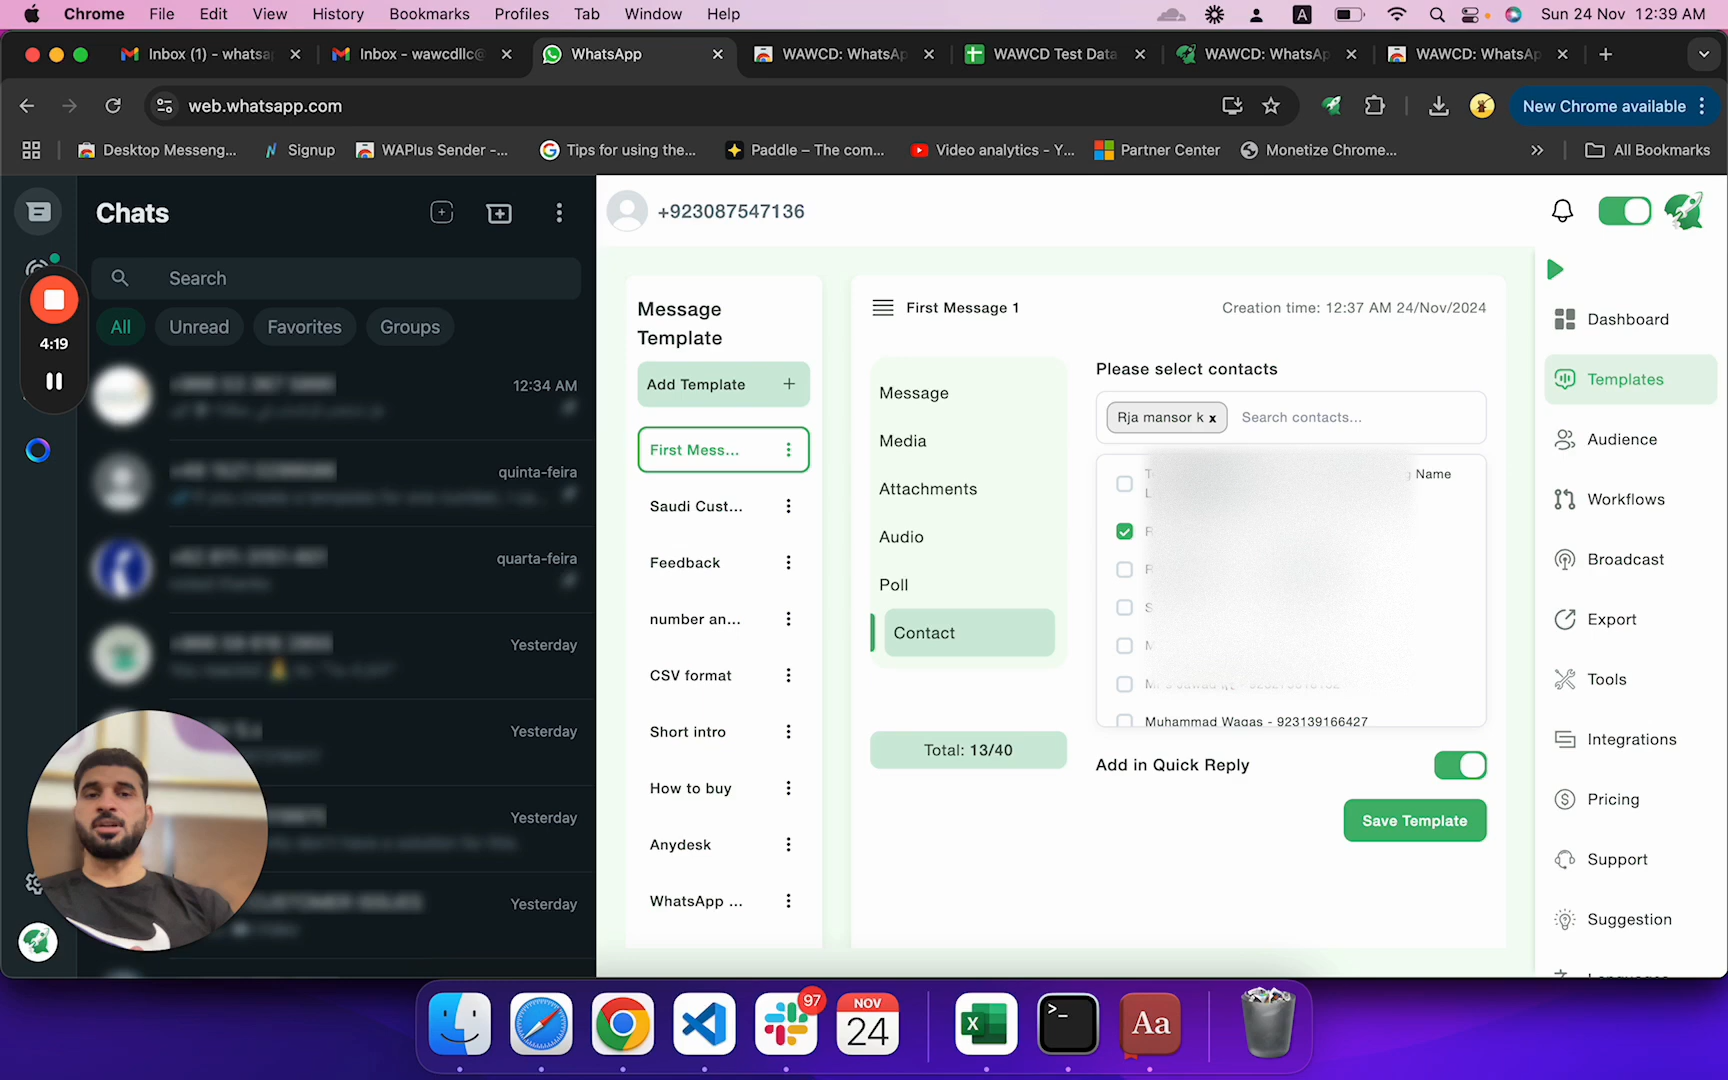 Chrome File Edit View History Bookmarks Profiles Tab Window Help A Sun 24 Nov 12:39 AM
Inbox (1) - whatsa Inbox - wawcdllc@ WhatsApp WAWCD: WhatsAp WAWCD Test Data WAWCD: WhatsAp WAWCD: WhatsAp
web.whatsapp.com New Chrome available
Desktop Messeng... Signup WAPlus Sender -... Tips for using the... Paddle – The com... Video analytics - Y... Partner Center Monetize Chrome... » All Bookmarks
Chats
Search
All Unread Favorites Groups
4:19
12:34 AM
quinta-feira
quarta-feira
Yesterday
Yesterday
Yesterday
CUSTOMER ISSUES Yesterday
+923087547136
Message
Template
Add Template +
First Mess...
Saudi Cust...
Feedback
number an...
CSV format
Short intro
How to buy
Anydesk
WhatsApp ...
First Message 1 Creation time: 12:37 AM 24/Nov/2024
Message
Media
Attachments
Audio
Poll
Contact
Total: 13/40
Please select contacts
Rja mansor k x Search contacts...
Name
Muhammad Waqas - 923139166427
Add in Quick Reply
Save Template
Dashboard
Templates
Audience
Workflows
Broadcast
Export
Tools
Integrations
Pricing
Support
Suggestion
97
NOV
24
X
>_
Aa